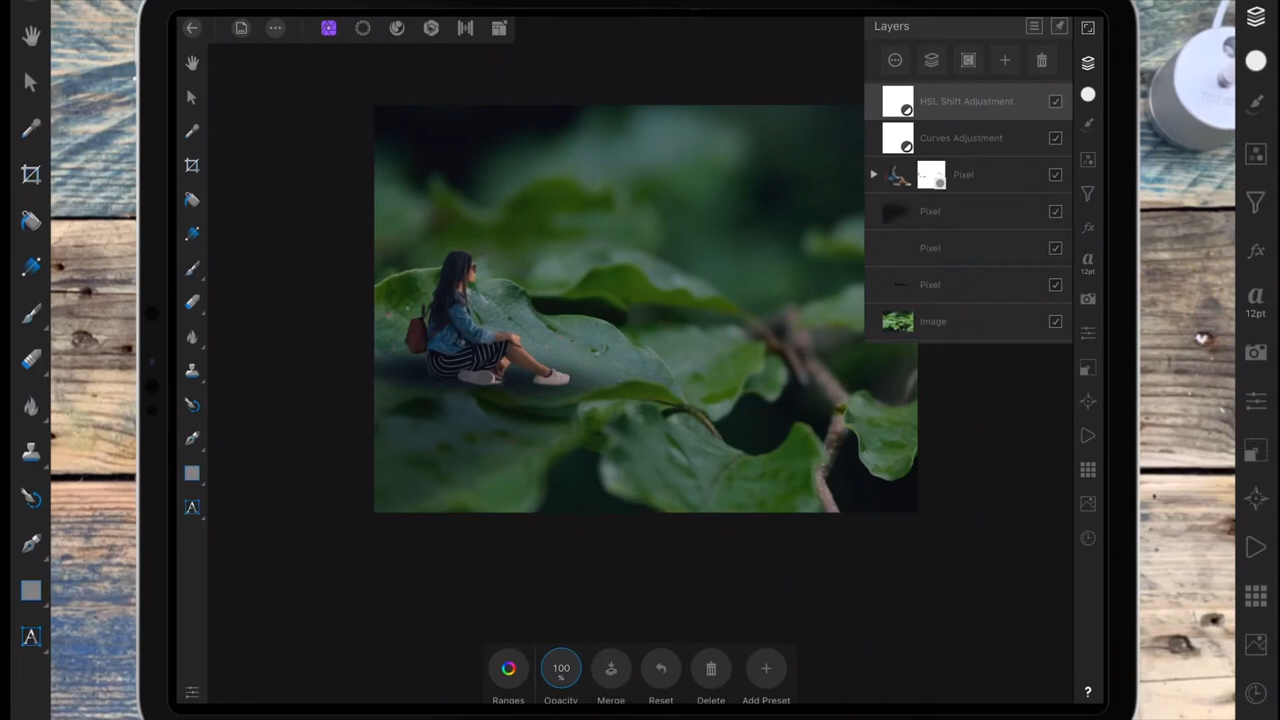 Layers
HSL Shift Adjustment
Curves Adjustment
Pixel
Pixel
Pixel
Pixel
Image
A
a
12pt
?
100
%
Ranges
Opacity
Merge
Reset
Delete
Add Preset
A
a
12pt